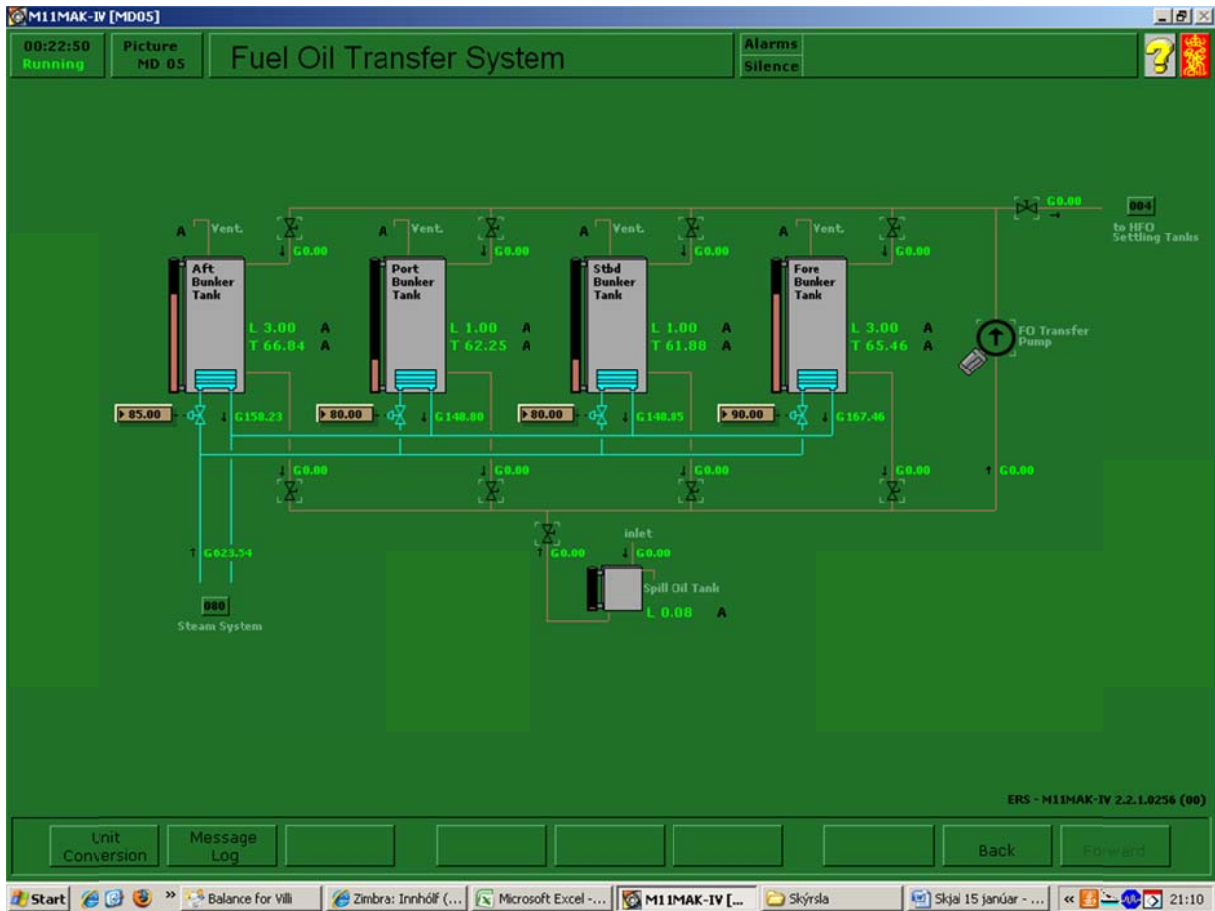 M11MAK-IV [MD05]
00:22:50
Running
Picture
MD 05
Fuel Oil Transfer System
Alarms
Silence
G0.00
004
to HFO
Settling Tanks
A Vent.
G0.00
A Vent.
G0.00
A Vent.
G0.00
A Vent.
G0.00
Aft
Bunker
Tank
L 3.00 A
T 66.84 A
Port
Bunker
Tank
L 1.00 A
T 62.25 A
Stbd
Bunker
Tank
L 1.00 A
T 61.88 A
Fore
Bunker
Tank
L 3.00 A
T 65.46 A
FO Transfer
Pump
85.00
G158.23
80.00
G148.80
80.00
G148.85
90.00
G167.46
G0.00
G0.00
G0.00
G0.00
G0.00
G623.54
G0.00
inlet
G0.00
Spill Oil Tank
L 0.08 A
080
Steam System
ERS - M11MAK-IV 2.2.1.0256 (00)
Unit
Conversion
Message
Log
Back
Forward
Start
Balance for Villi
Zimbra: Innhólf (...
Microsoft Excel -...
M11MAK-IV [...
Skýrsla
Skjal 15 janúar - ...
21:10